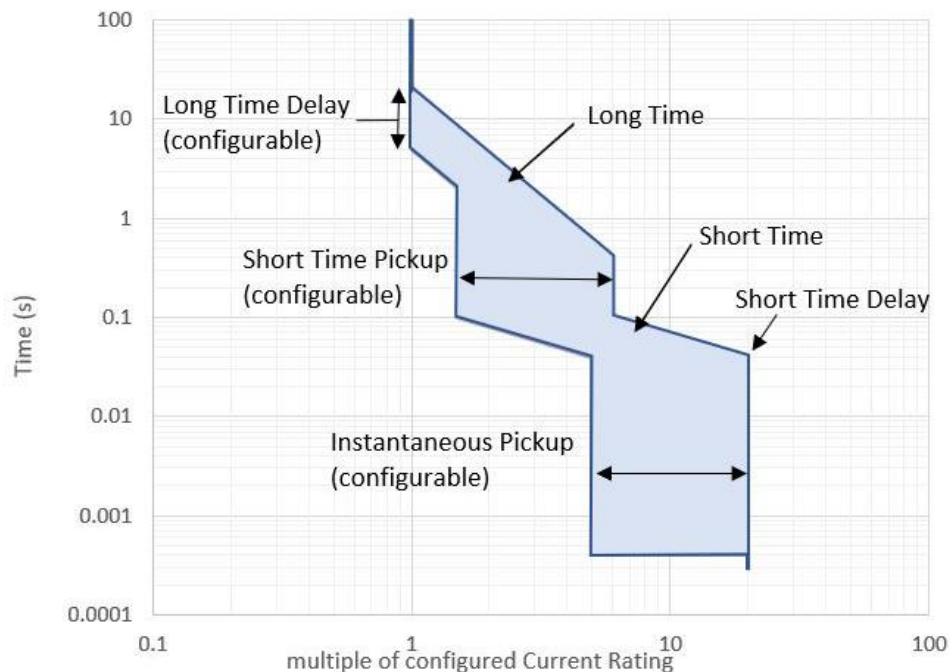 100
Long Time Delay
(configurable)
10
Long Time
1
Short Time Pickup
(configurable)
Short Time
Short Time Delay
0.1
Time (s)
0.01
Instantaneous Pickup
(configurable)
0.001
0.0001
0.1
1
10
100
multiple of configured Current Rating